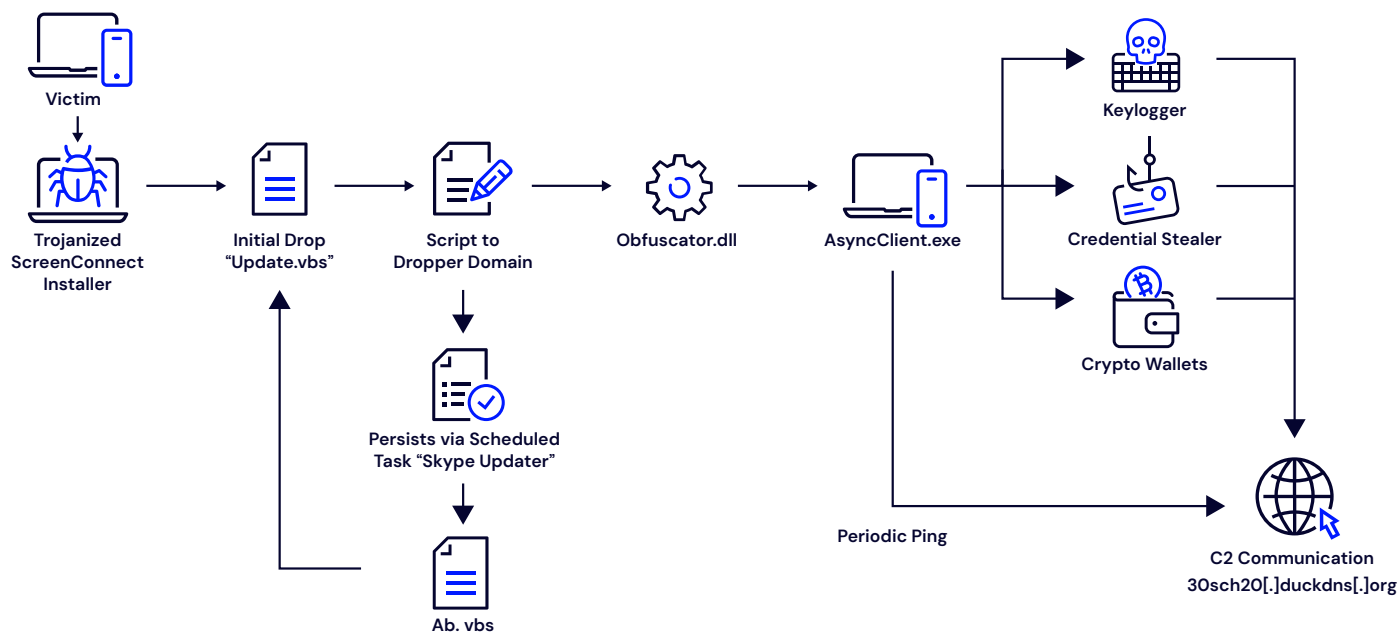 Victim
Trojanized
ScreenConnect
Installer
Initial Drop
“Update.vbs”
Script to
Dropper Domain
Obfuscator.dll
AsyncClient.exe
Keylogger
Credential Stealer
Crypto Wallets
Persists via Scheduled
Task “Skype Updater”
Ab. vbs
Periodic Ping
C2 Communication
30sch20[.]duckdns[.]org